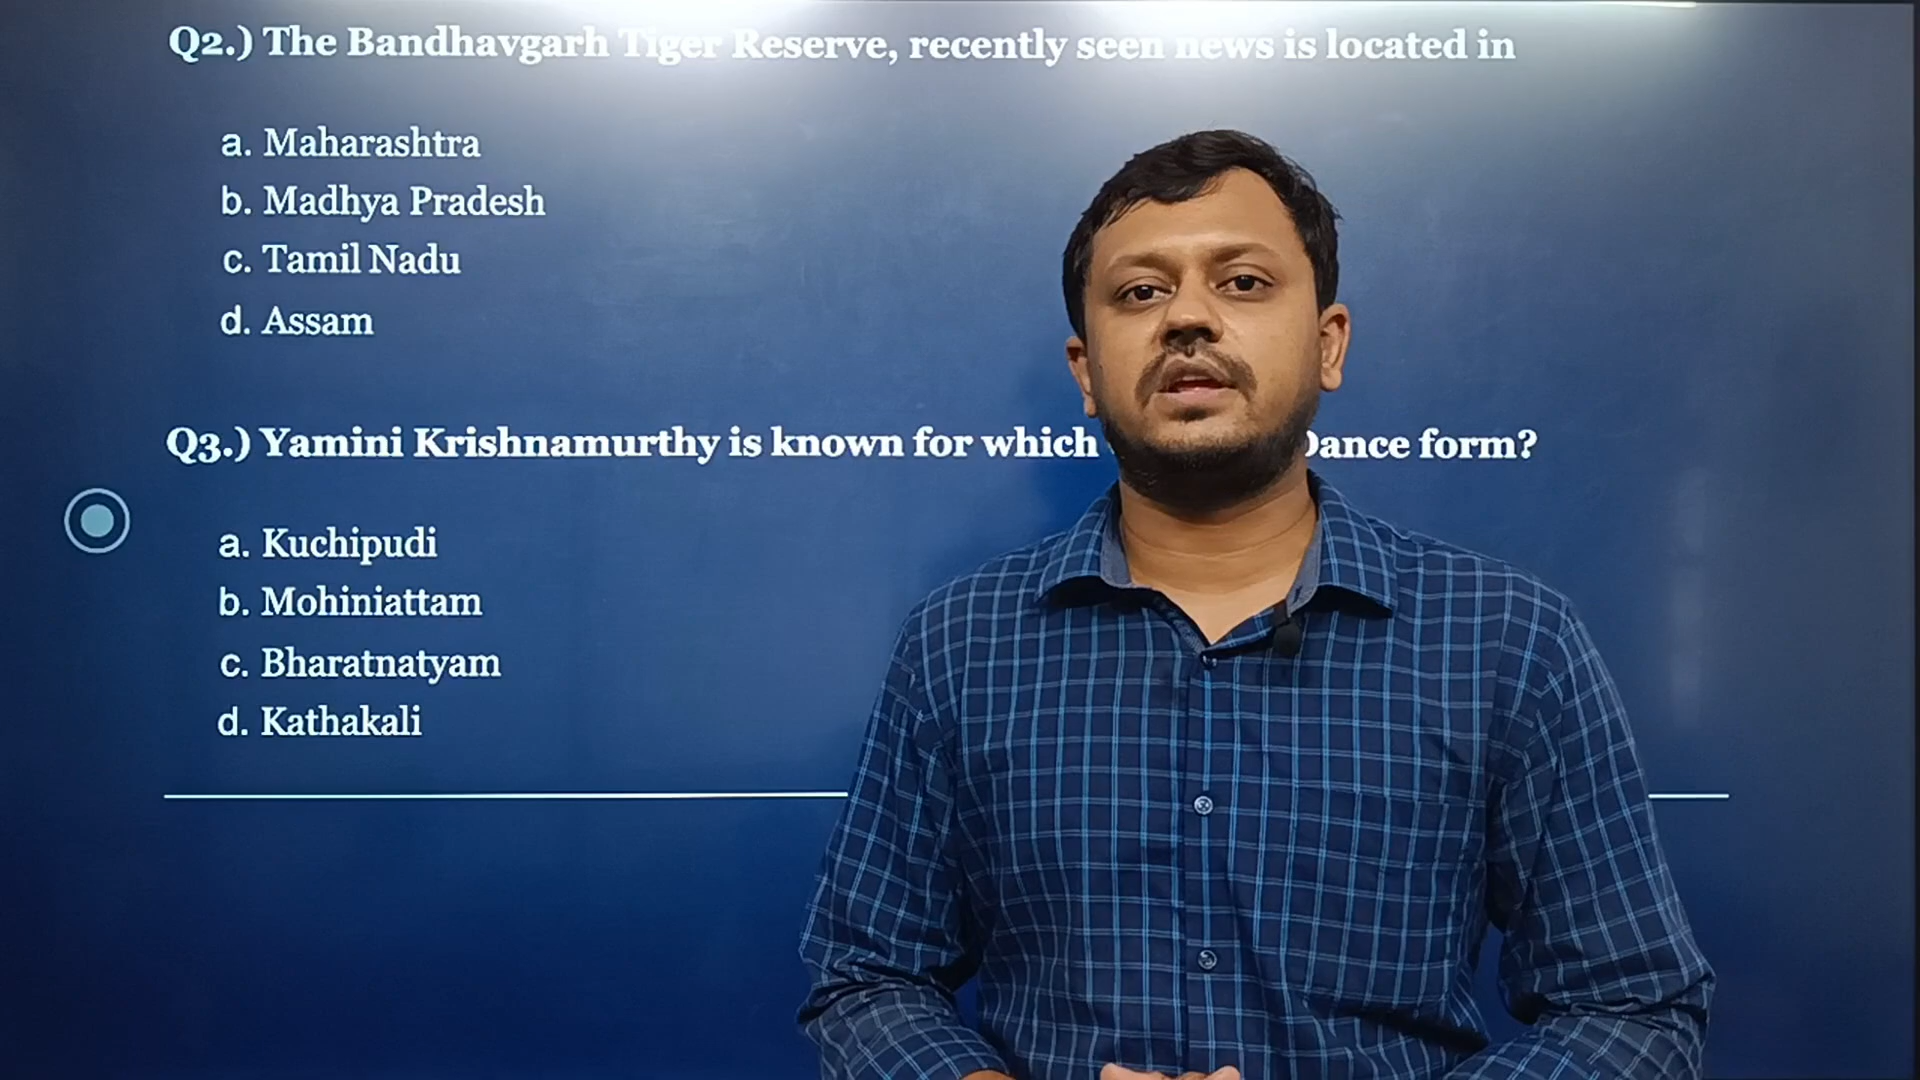 Q2.) The Bandhavgarh Tiger Reserve, recently seen news is located in
a. Maharashtra
b. Madhya Pradesh
c. Tamil Nadu
d. Assam
Q3.) Yamini Krishnamurthy is known for which Dance form?
a. Kuchipudi
b. Mohiniattam
c. Bharatnatyam
d. Kathakali